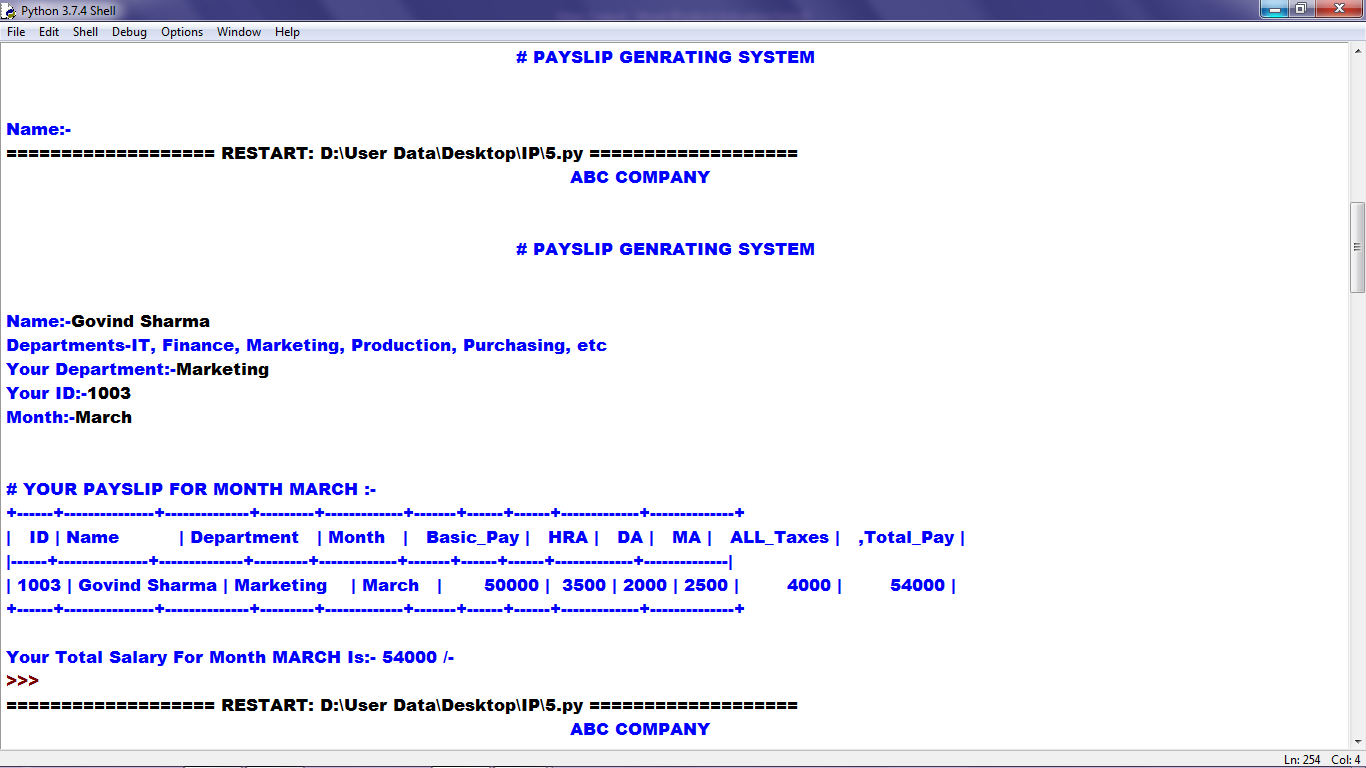 Python 3.7.4 Shell
File Edit Shell Debug Options Window Help
# PAYSLIP GENRATING SYSTEM
Name:-
=================== RESTART: D:\User Data\Desktop\IP\5.py ===================
ABC COMPANY
# PAYSLIP GENRATING SYSTEM
Name:-Govind Sharma
Departments-IT, Finance, Marketing, Production, Purchasing, etc
Your Department:-Marketing
Your ID:-1003
Month:-March
# YOUR PAYSLIP FOR MONTH MARCH :-
+------+---------------+--------------+---------+-------------+-------+------+------+-------------+--------------+
| ID | Name | Department | Month | Basic_Pay | HRA | DA | MA | ALL_Taxes | ,Total_Pay |
|------+---------------+--------------+---------+-------------+-------+------+------+-------------+--------------|
| 1003 | Govind Sharma | Marketing | March | 50000 | 3500 | 2000 | 2500 | 4000 | 54000 |
+------+---------------+--------------+---------+-------------+-------+------+------+-------------+--------------+
Your Total Salary For Month MARCH Is:- 54000 /-
>>>
=================== RESTART: D:\User Data\Desktop\IP\5.py ===================
ABC COMPANY
Ln: 254 Col: 4